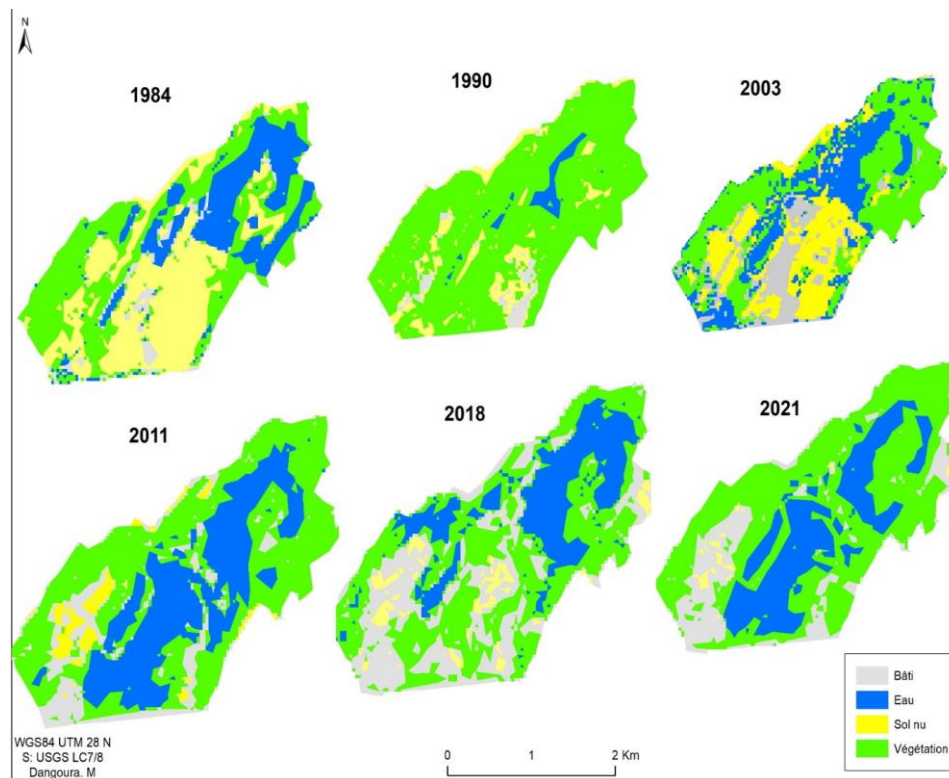 N
1984
1990
2003
2011
2018
2021
Bâti
Eau
Sol nu
Végétation
WGS84 UTM 28 N
S: USGS LC7/8
Dangoura. M
0 1 2 Km